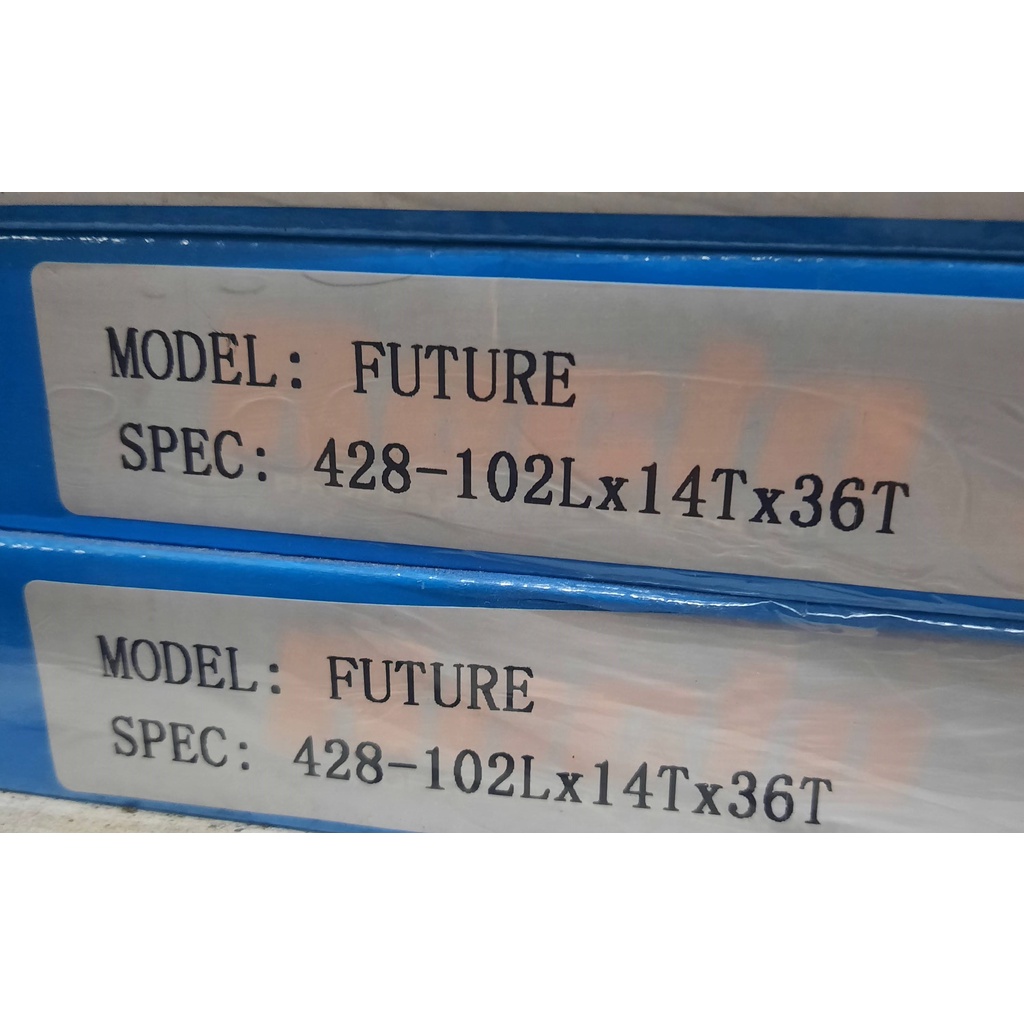 MODEL: FUTURE
SPEC: 428-102Lx14Tx36T
MODEL: FUTURE
SPEC: 428-102Lx14Tx36T